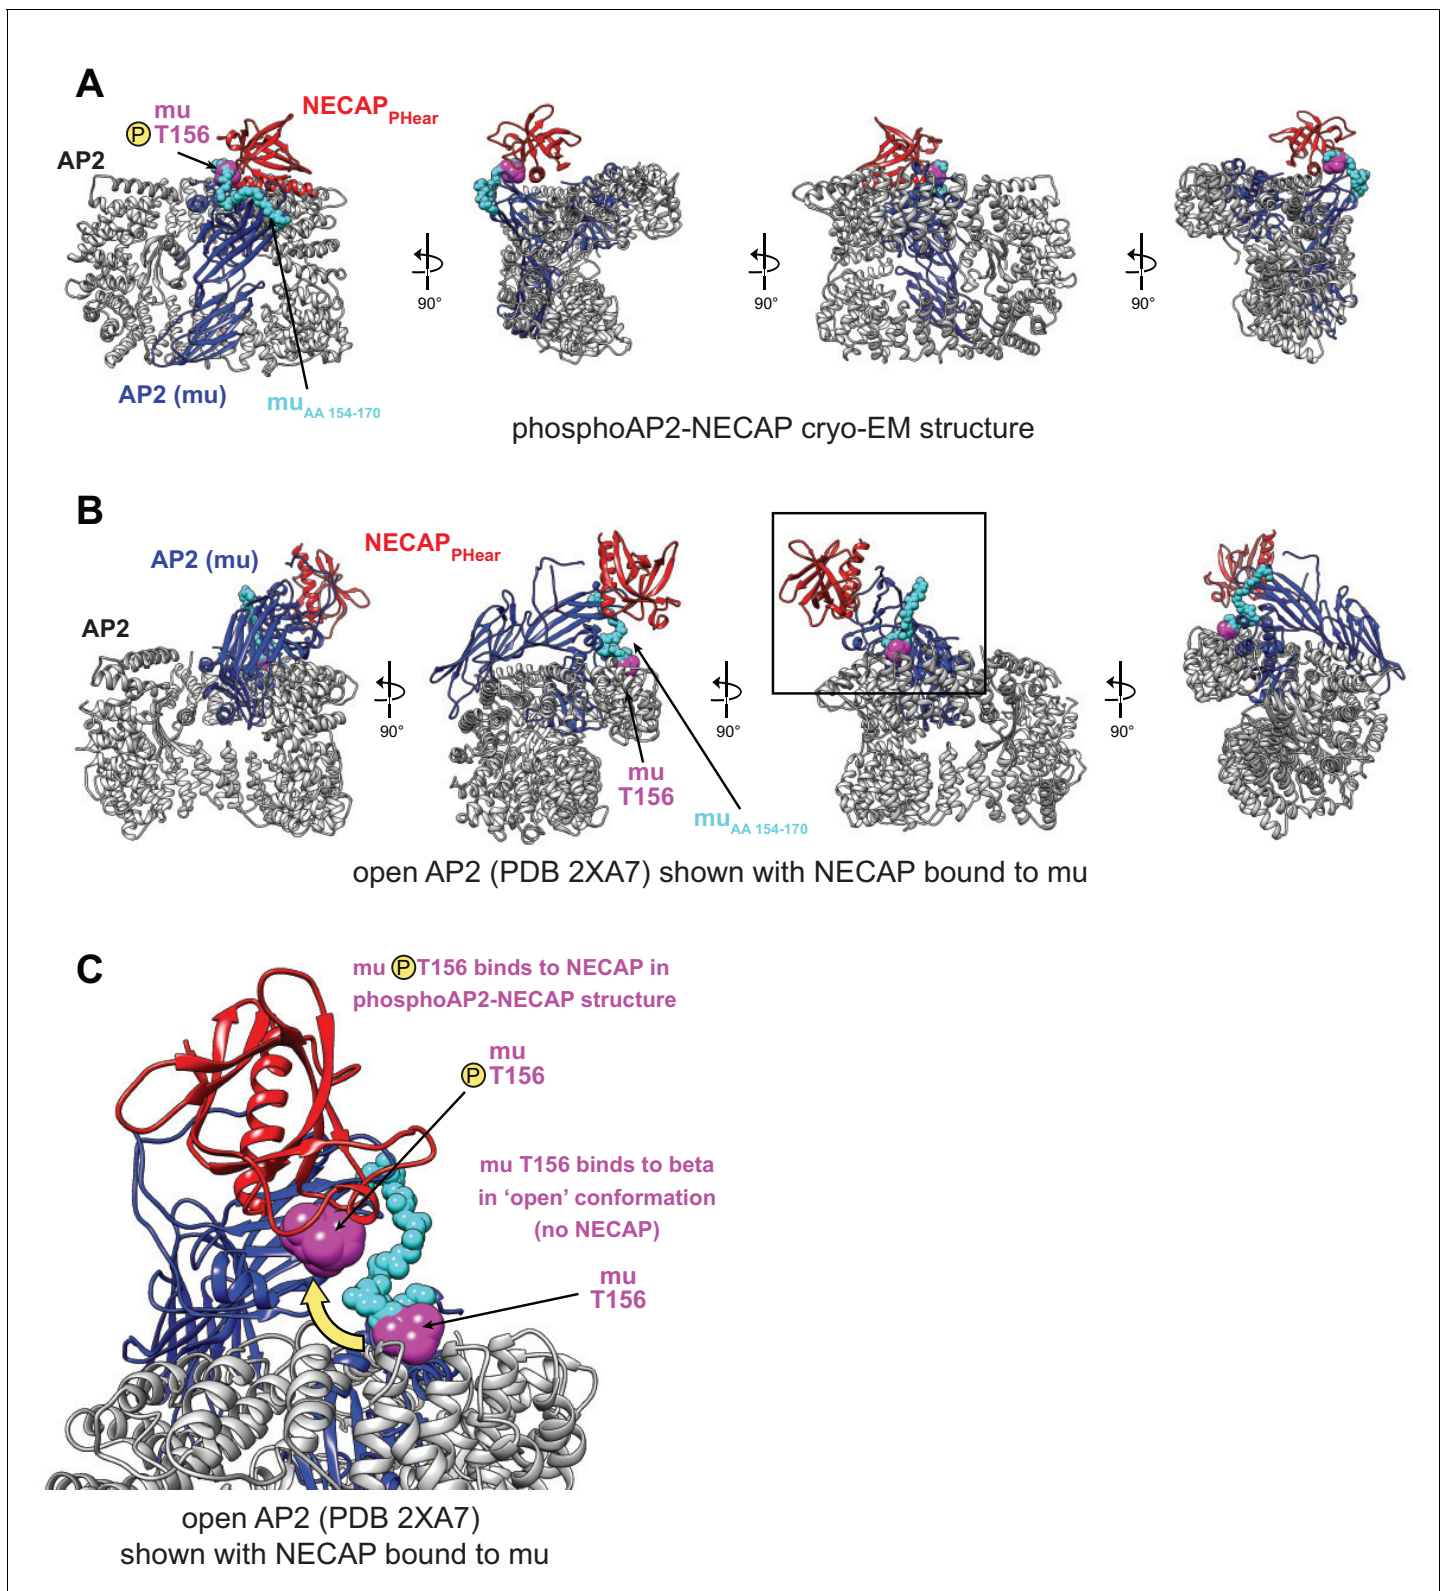 A
mu
P T156
NECAP PHear
AP2
90°
90°
90°
AP2 (mu)
mu AA 154-170
phosphoAP2-NECAP cryo-EM structure
B
AP2 (mu)
NECAP PHear
AP2
90°
90°
90°
mu
T156
mu AA 154-170
open AP2 (PDB 2XA7) shown with NECAP bound to mu
C
mu P T156 binds to NECAP in
phosphoAP2-NECAP structure
mu
P T156
mu T156 binds to beta
in ‘open’ conformation
(no NECAP)
mu
T156
open AP2 (PDB 2XA7)
shown with NECAP bound to mu